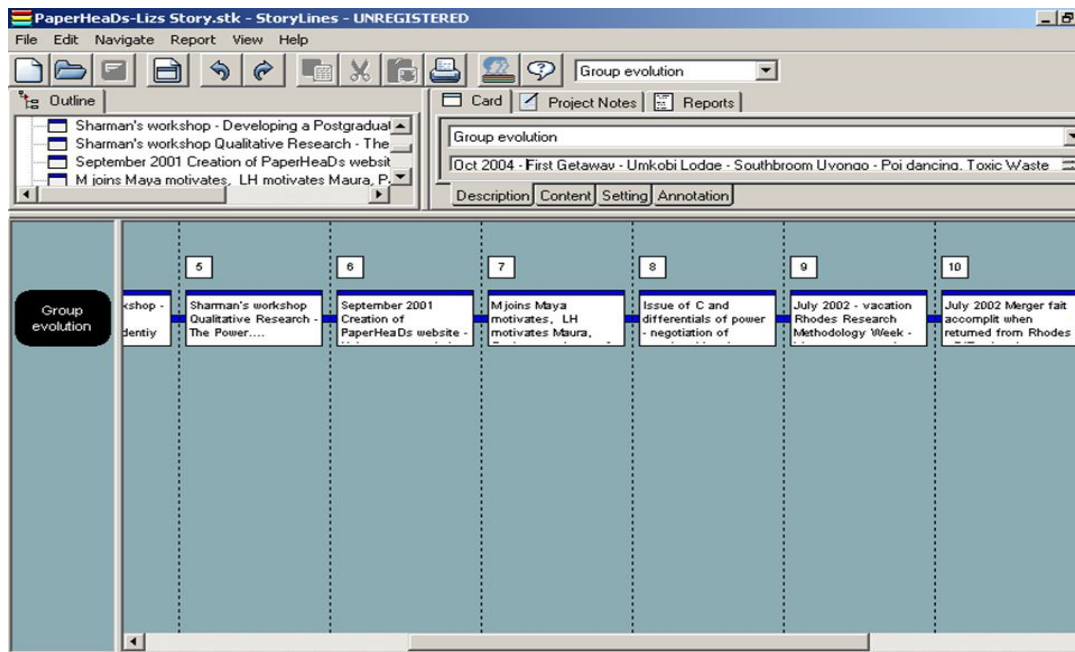 PaperHeaDs-Lizs Story.stk - StoryLines - UNREGISTERED
File Edit Navigate Report View Help
Group evolution
Outline
Card Project Notes Reports
Sharman's workshop - Developing a Postgraduat
Sharman's workshop Qualitative Research - The
September 2001 Creation of PaperHeaDs websit
M joins Maya motivates, LH motivates Maura, P
Group evolution
Oct 2004 - First Getaway - Umkobi Lodge - Southbroom Uvongo - Poi dancing, Toxic Waste
Description Content Setting Annotation
Group
evolution
kshop -
dentiy
5
Sharman's workshop
Qualitative Research -
The Power....
6
September 2001
Creation of
PaperHeaDs website -
7
M joins Maya
motivates, LH
motivates Maura,
8
Issue of C and
differentials of power
- negotiation of
9
July 2002 - vacation
Rhodes Research
Methodology Week -
10
July 2002 Merger fait
accomplit when
returned from Rhodes